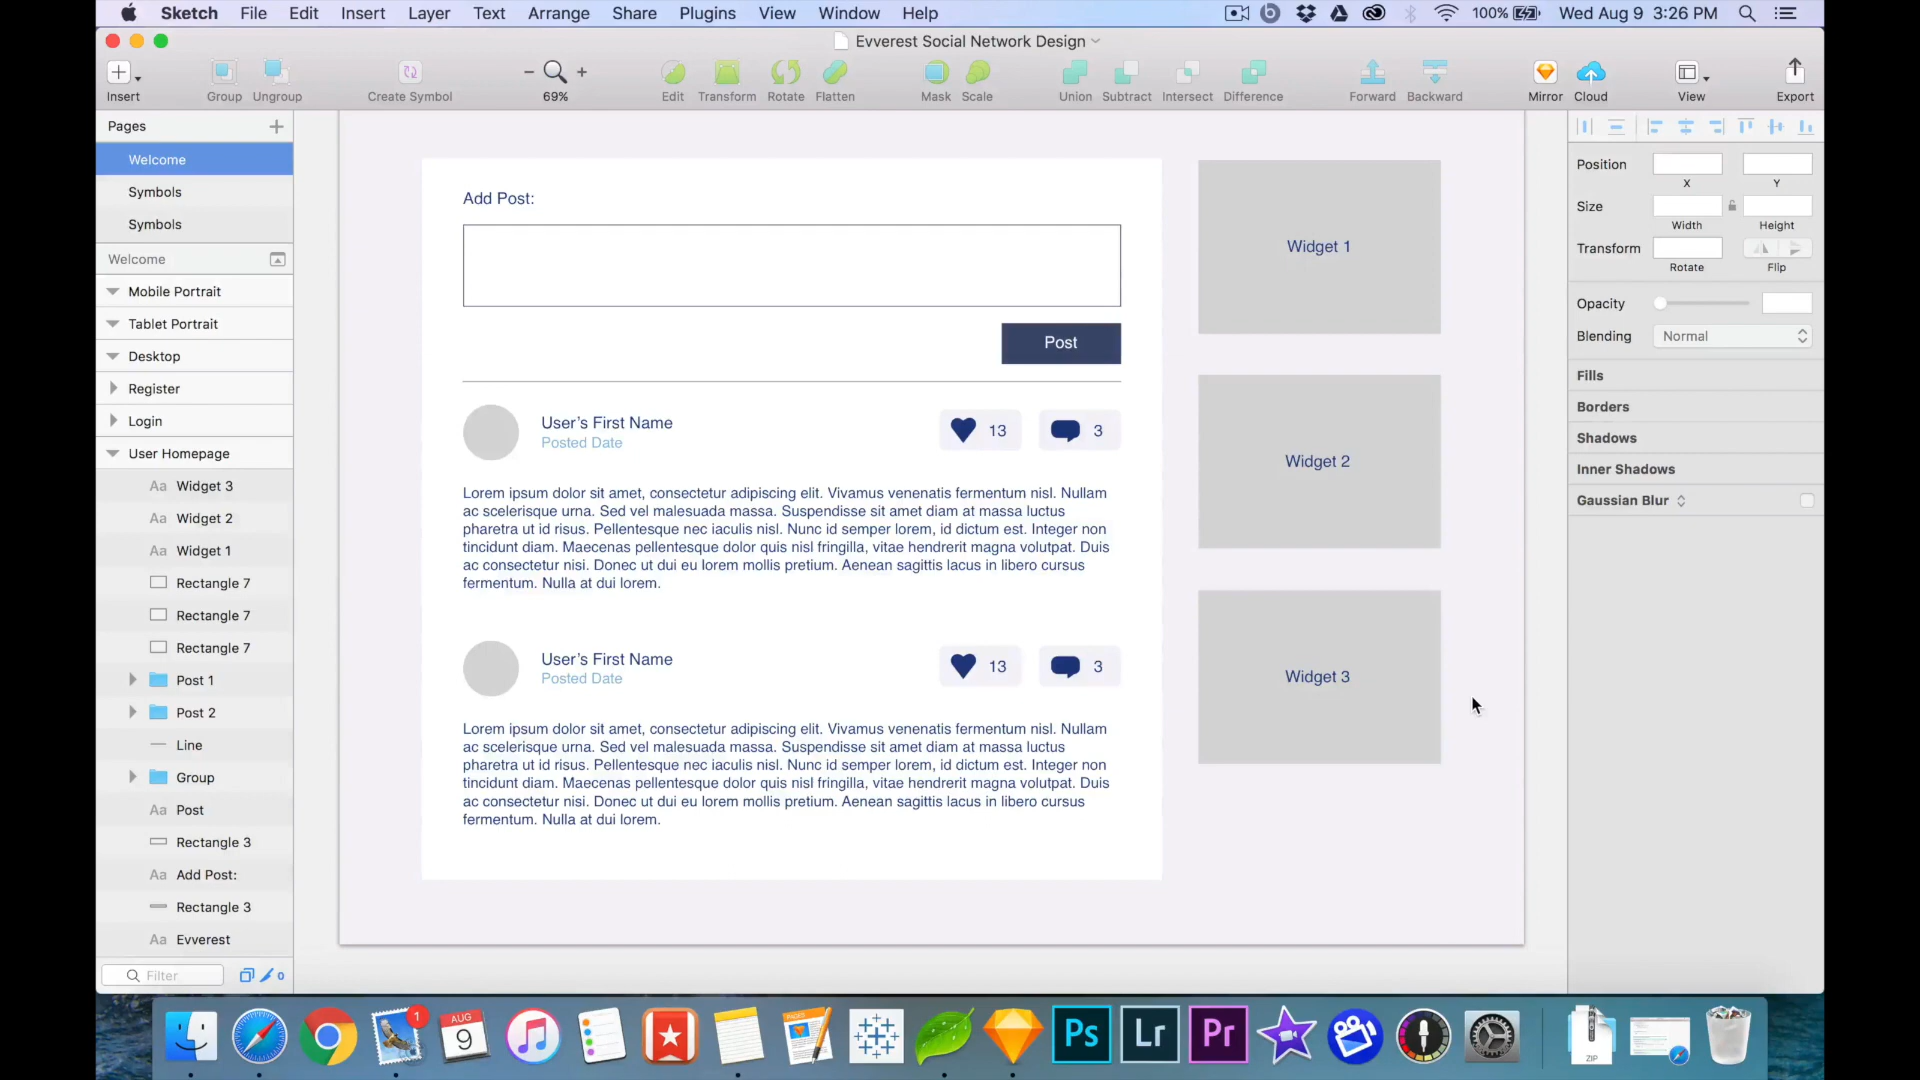 Sketch File Edit Insert Layer Text Arrange Share Plugins View Window Help 100% Wed Aug 9 3:26 PM
Evverest Social Network Design
Insert Group Ungroup Create Symbol 69% Edit Transform Rotate Flatten Mask Scale Union Subtract Intersect Difference Forward Backward Mirror Cloud View Export
Pages
Welcome
Symbols
Symbols
Welcome
Mobile Portrait
Tablet Portrait
Desktop
Register
Login
User Homepage
Aa Widget 3
Aa Widget 2
Aa Widget 1
Rectangle 7
Rectangle 7
Rectangle 7
Post 1
Post 2
Line
Group
Aa Post
Rectangle 3
Aa Add Post:
Rectangle 3
Aa Evverest
Filter 0
Add Post:
Post
User's First Name
Posted Date
13 3
Lorem ipsum dolor sit amet, consectetur adipiscing elit. Vivamus venenatis fermentum nisl. Nullam
ac scelerisque urna. Sed vel malesuada massa. Suspendisse sit amet diam at massa luctus
pharetra ut id risus. Pellentesque nec iaculis nisl. Nunc id semper lorem, id dictum est. Integer non
tincidunt diam. Maecenas pellentesque dolor quis nisl fringilla, vitae hendrerit magna volutpat. Duis
ac consectetur nisi. Donec ut dui eu lorem mollis pretium. Aenean sagittis lacus in libero cursus
fermentum. Nulla at dui lorem.
User's First Name
Posted Date
13 3
Lorem ipsum dolor sit amet, consectetur adipiscing elit. Vivamus venenatis fermentum nisl. Nullam
ac scelerisque urna. Sed vel malesuada massa. Suspendisse sit amet diam at massa luctus
pharetra ut id risus. Pellentesque nec iaculis nisl. Nunc id semper lorem, id dictum est. Integer non
tincidunt diam. Maecenas pellentesque dolor quis nisl fringilla, vitae hendrerit magna volutpat. Duis
ac consectetur nisi. Donec ut dui eu lorem mollis pretium. Aenean sagittis lacus in libero cursus
fermentum. Nulla at dui lorem.
Widget 1
Widget 2
Widget 3
Position
X Y
Size
Width Height
Transform
Rotate Flip
Opacity
Blending Normal
Fills
Borders
Shadows
Inner Shadows
Gaussian Blur
1
AUG
9
PAGES
Ps
Lr
Pr
ZIP